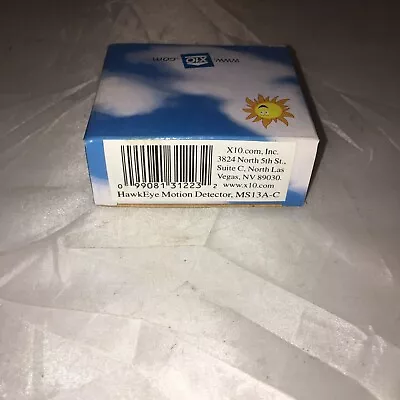 www.X10.com
X10.com, Inc.
3824 North 5th St.,
Suite C, North Las
Vegas, NV 89030.
www.x10.com
0 99081 31223 2
HawkEye Motion Detector, MS13A-C